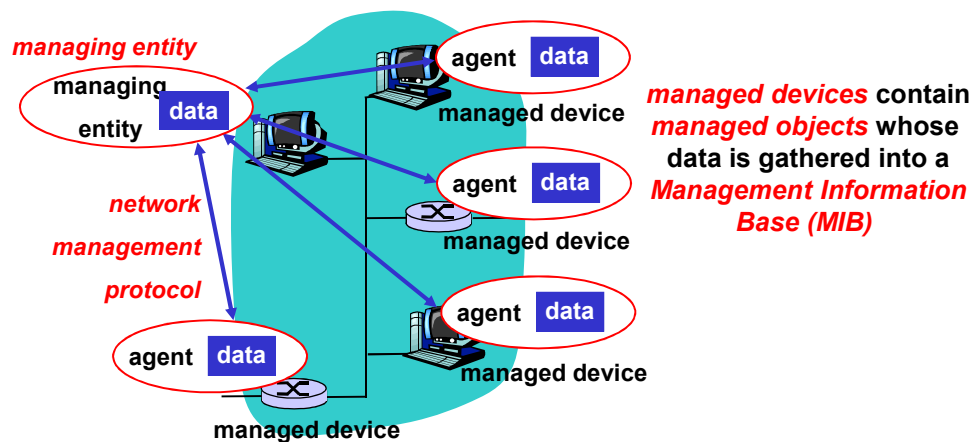 managing entity
managing
entity
data
agent data
managed device
agent data
managed device
network
management
protocol
agent data
managed device
agent data
managed device
managed devices contain
managed objects whose
data is gathered into a
Management Information
Base (MIB)